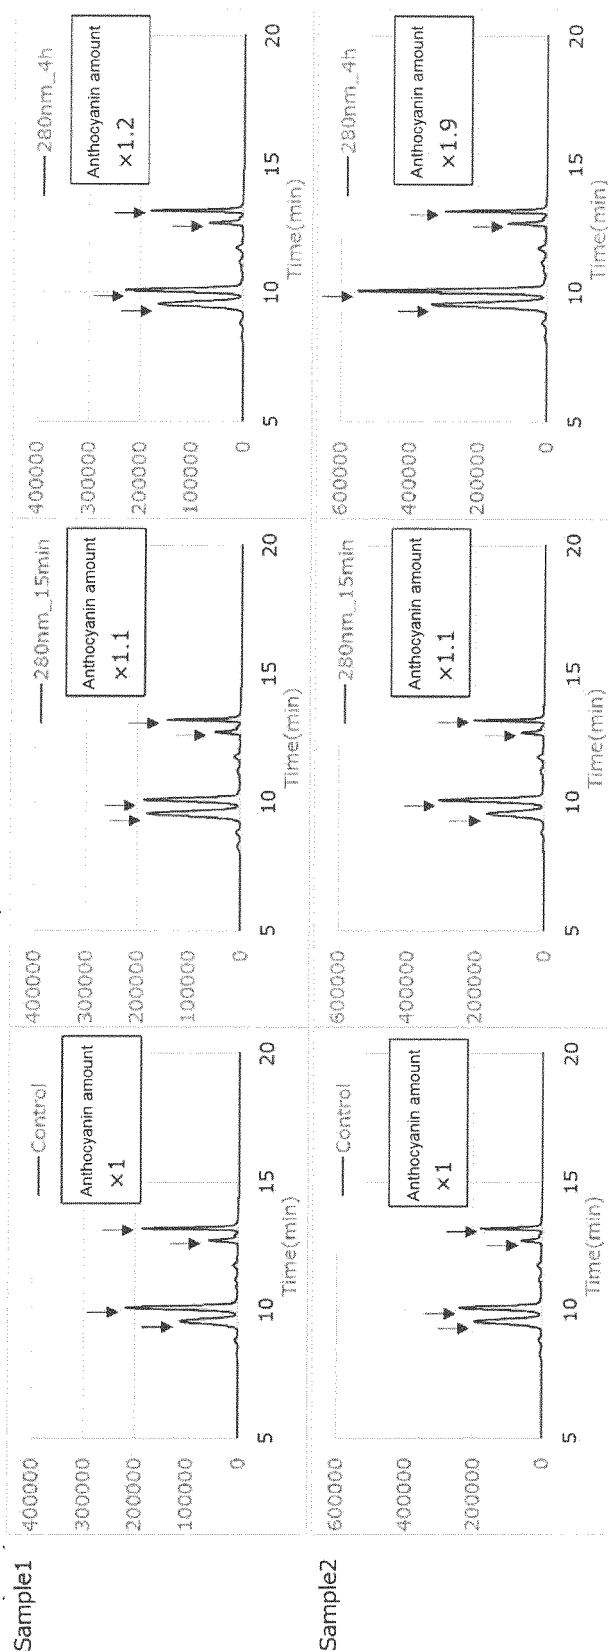 Sample1
400000
300000
200000
100000
0
5
10
15
20
Time(min)
Control
Anthocyanin amount
×1
400000
300000
200000
100000
0
5
10
15
20
Time(min)
280nm_15min
Anthocyanin amount
×1.1
400000
300000
200000
100000
0
5
10
15
20
Time(min)
280nm_4h
Anthocyanin amount
×1.2
Sample2
600000
400000
200000
0
5
10
15
20
Time(min)
Control
Anthocyanin amount
×1
600000
400000
200000
0
5
10
15
20
Time(min)
280nm_15min
Anthocyanin amount
×1.1
600000
400000
200000
0
5
10
15
20
Time(min)
280nm_4h
Anthocyanin amount
×1.9